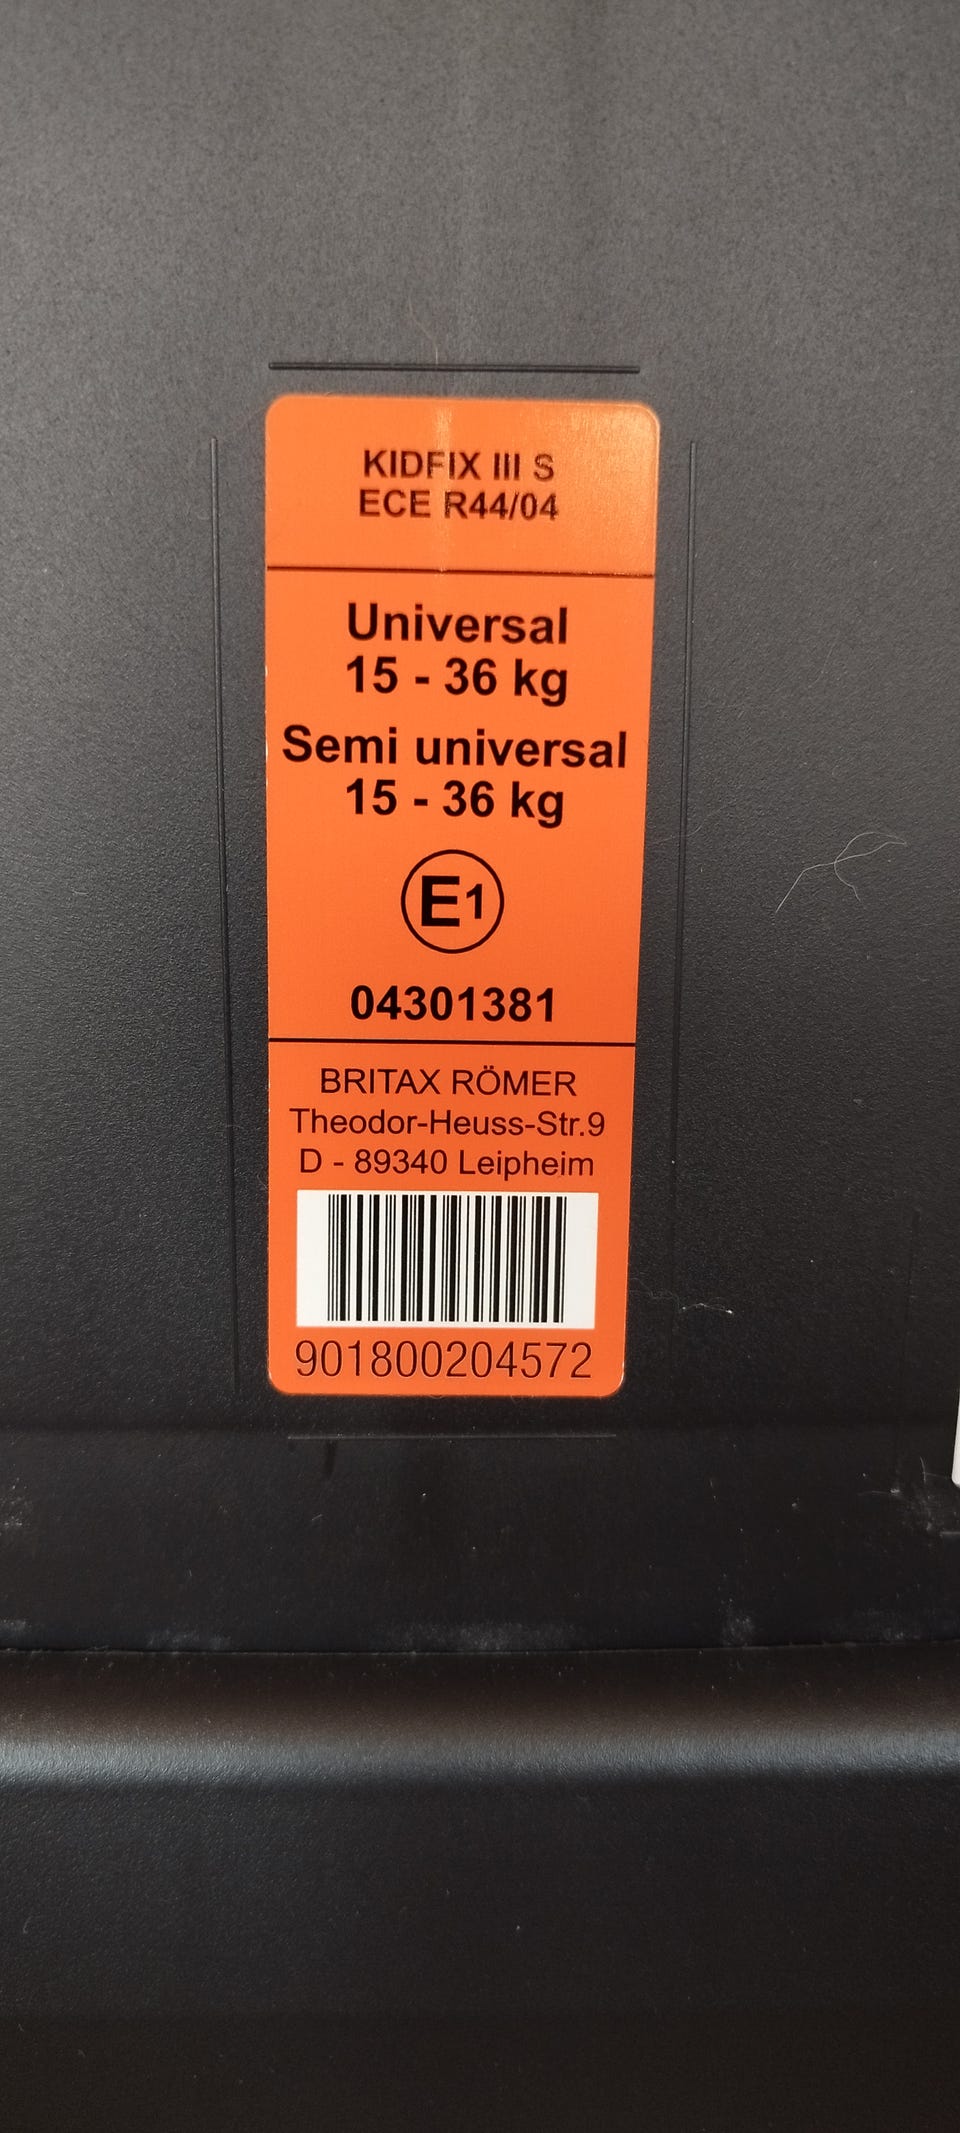 KIDFIX III S
ECE R44/04
Universal
15 - 36 kg
Semi universal
15 - 36 kg
E1
04301381
BRITAX RÖMER
Theodor-Heuss-Str.9
D - 89340 Leipheim
901800204572